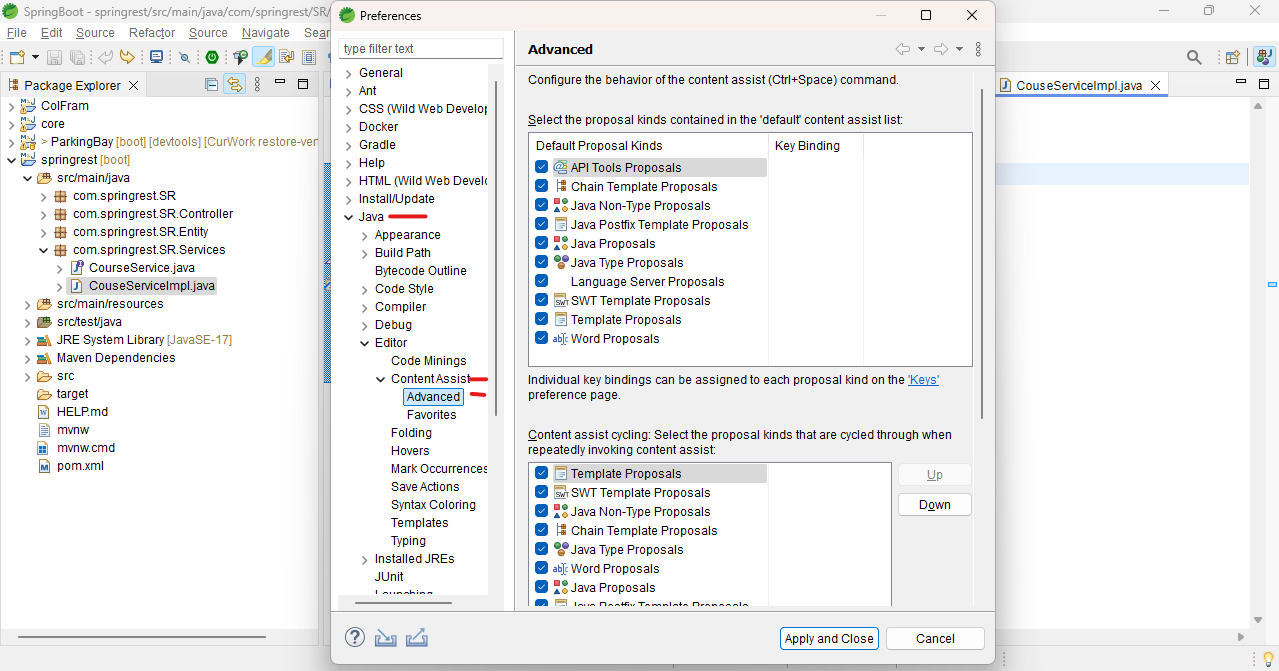 SpringBoot - springrest/src/main/java/com/springrest/SR/
File Edit Source Refactor Source Navigate Sear
Package Explorer
ColFram
core
> ParkingBay [boot] [devtools] [CurWork restore-ver
springrest [boot]
src/main/java
com.springrest.SR
com.springrest.SR.Controller
com.springrest.SR.Entity
com.springrest.SR.Services
CourseService.java
CouseServiceImpl.java
src/main/resources
src/test/java
JRE System Library [JavaSE-17]
Maven Dependencies
src
target
HELP.md
mvnw
mvnw.cmd
pom.xml
Preferences
type filter text
General
Ant
CSS (Wild Web Develop
Docker
Gradle
Help
HTML (Wild Web Develo
Install/Update
Java
Appearance
Build Path
Bytecode Outline
Code Style
Compiler
Debug
Editor
Code Minings
Content Assist
Advanced
Favorites
Folding
Hovers
Mark Occurrences
Save Actions
Syntax Coloring
Templates
Typing
Installed JREs
JUnit
Launching
Advanced
Configure the behavior of the content assist (Ctrl+Space) command.
Select the proposal kinds contained in the 'default' content assist list:
Default Proposal Kinds Key Binding
API Tools Proposals
Chain Template Proposals
Java Non-Type Proposals
Java Postfix Template Proposals
Java Proposals
Java Type Proposals
Language Server Proposals
SWT Template Proposals
Template Proposals
Word Proposals
Individual key bindings can be assigned to each proposal kind on the 'Keys'
preference page.
Content assist cycling: Select the proposal kinds that are cycled through when
repeatedly invoking content assist:
Template Proposals
SWT Template Proposals
Java Non-Type Proposals
Chain Template Proposals
Java Type Proposals
Word Proposals
Java Proposals
Java Postfix Template Proposals
Up
Down
Apply and Close
Cancel
CouseServiceImpl.java